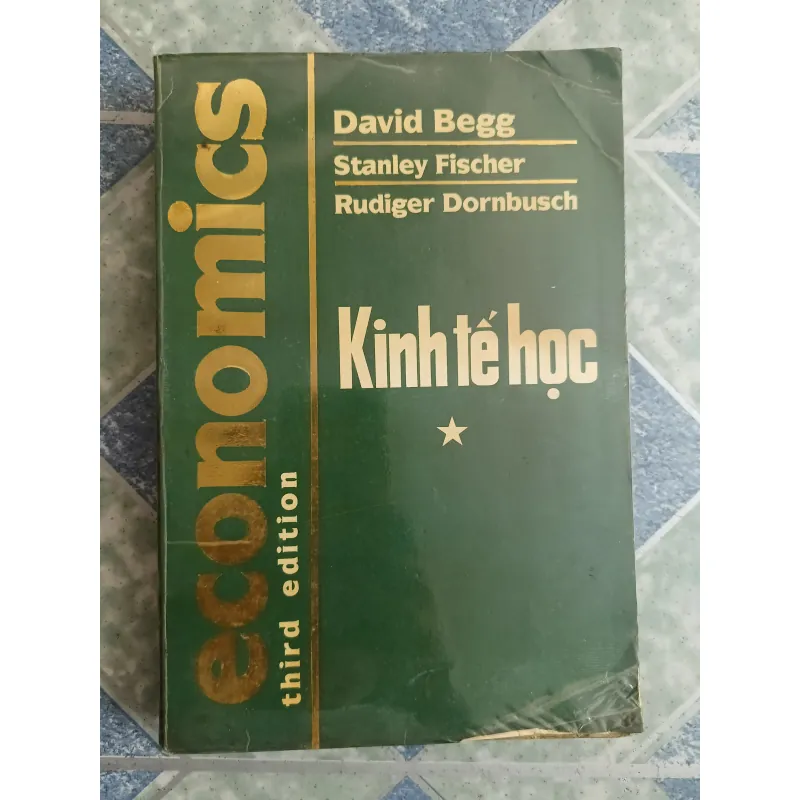 economics
third edition
David Begg
Stanley Fischer
Rudiger Dornbusch
Kinh tế học